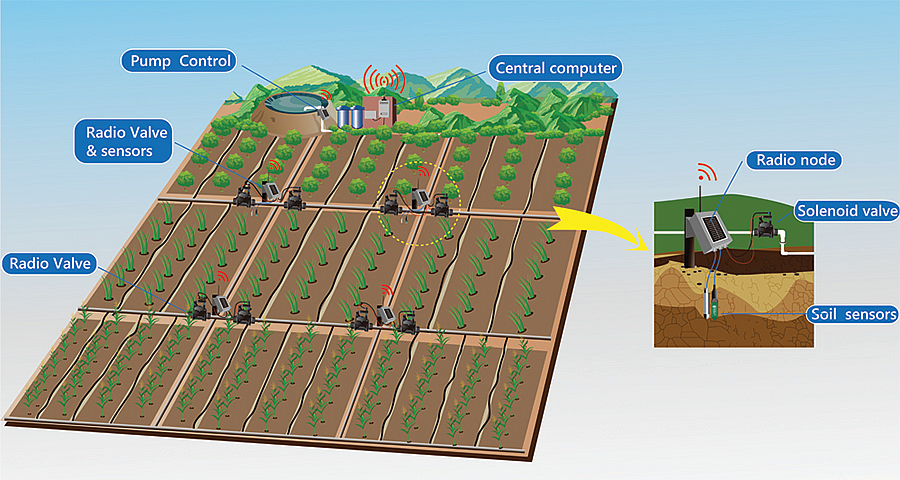 Pump Control
Central computer
Radio Valve
& sensors
Radio Valve
Radio node
Solenoid valve
Soil sensors